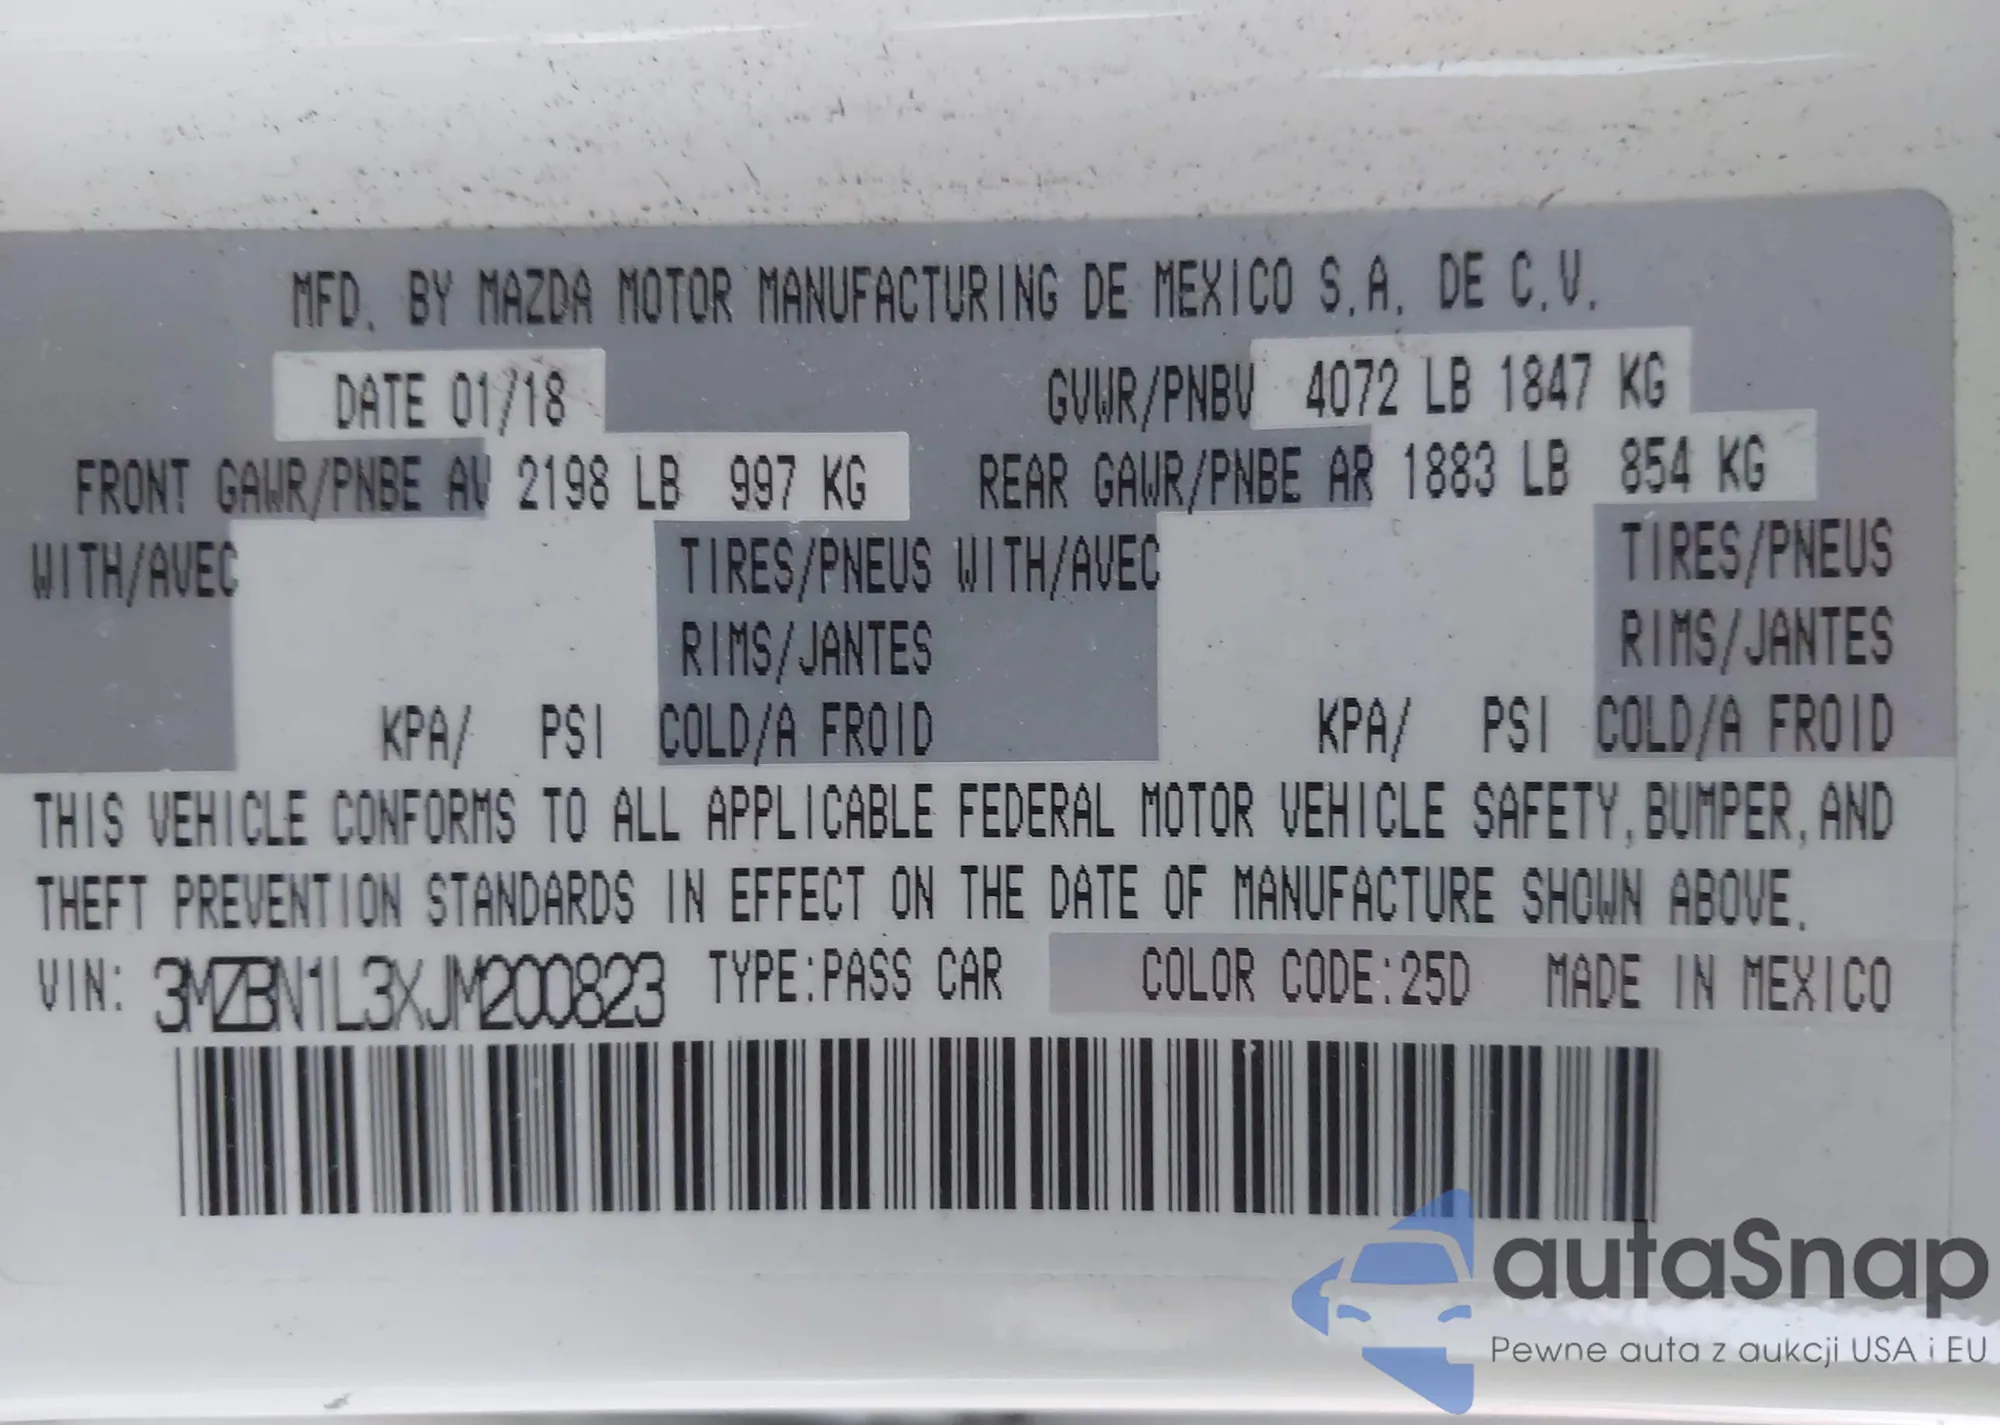 MFD. BY MAZDA MOTOR MANUFACTURING DE MEXICO S.A. DE C.V.
DATE 01/18 GVWR/PNBV 4072 LB 1847 KG
FRONT GAWR/PNBE AV 2198 LB 997 KG REAR GAWR/PNBE AR 1883 LB 854 KG
WITH/AVEC TIRES/PNEUS WITH/AVEC TIRES/PNEUS
RIMS/JANTES RIMS/JANTES
KPA/ PSI COLD/A FROID KPA/ PSI COLD/A FROID
THIS VEHICLE CONFORMS TO ALL APPLICABLE FEDERAL MOTOR VEHICLE SAFETY,BUMPER,AND
THEFT PREVENTION STANDARDS IN EFFECT ON THE DATE OF MANUFACTURE SHOWN ABOVE.
VIN: 3MZBN1L3XJM200823 TYPE:PASS CAR COLOR CODE:25D MADE IN MEXICO
autaSnap
Pewne auta z aukcji USA i EU